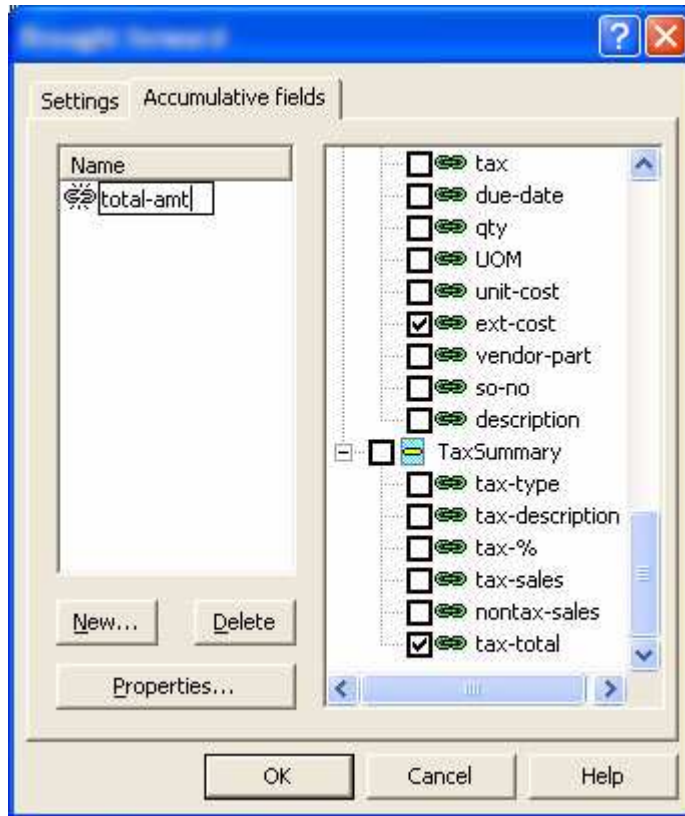 Settings
Accumulative fields
Name
total-amt
tax
due-date
qty
UOM
unit-cost
ext-cost
vendor-part
so-no
description
TaxSummary
tax-type
tax-description
tax-%
tax-sales
nontax-sales
tax-total
New...
Delete
Properties...
OK
Cancel
Help